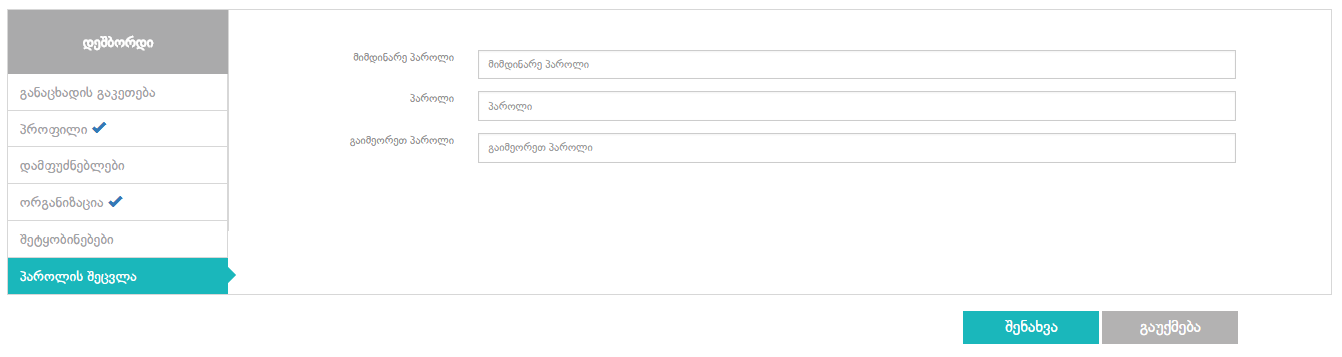 დეშბორდი
განაცხადის გაკეთება
პროფილი
დამფუძნებლები
ორგანიზაცია
შეტყობინებები
პაროლის შეცვლა
მიმდინარე პაროლი
მიმდინარე პაროლი
პაროლი
პაროლი
გაიმეორეთ პაროლი
გაიმეორეთ პაროლი
შენახვა
გაუქმება